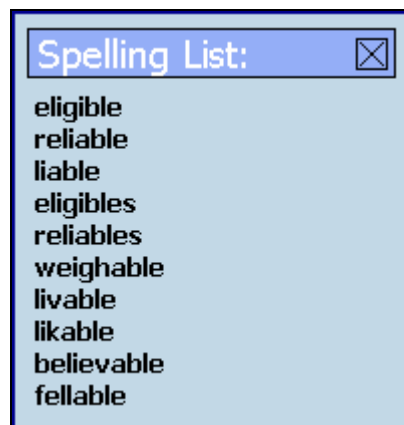 Spelling List:
eligible
reliable
liable
eligibles
reliables
weighable
livable
likable
believable
fellable